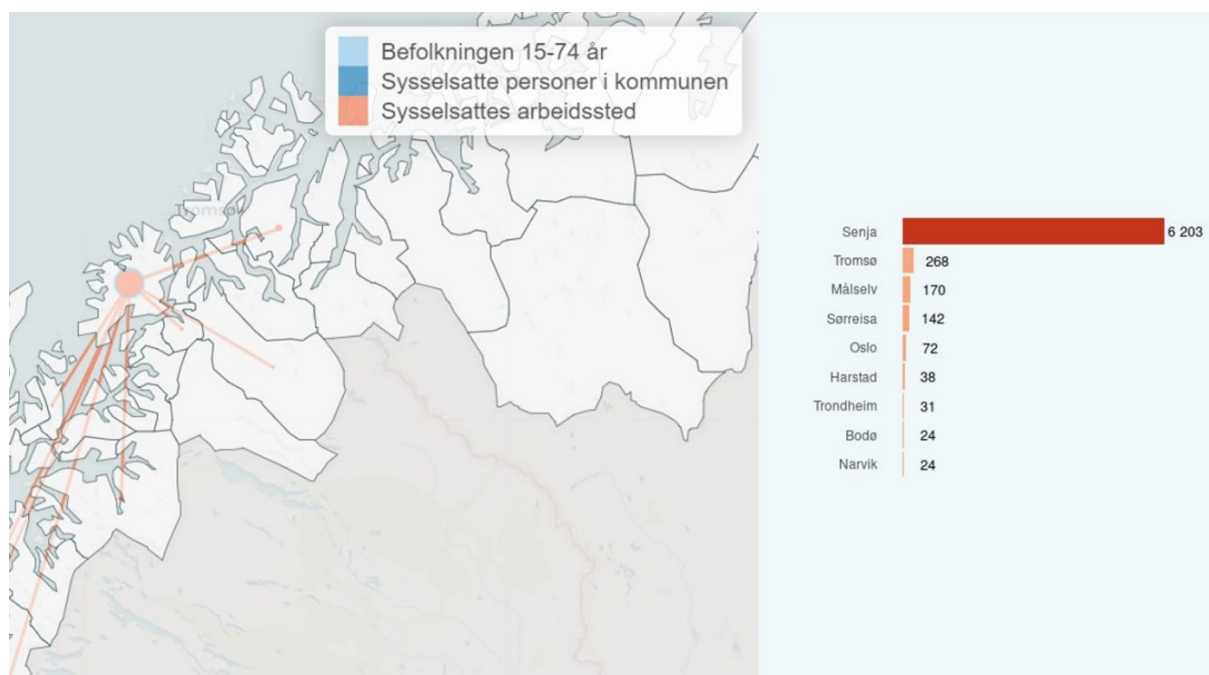 Befolkningen 15-74 år
Sysselsatte personer i kommunen
Sysselsattes arbeidssted
Tromsø
Senja 6 203
Tromsø 268
Målselv 170
Sørreisa 142
Oslo 72
Harstad 38
Trondheim 31
Bodø 24
Narvik 24